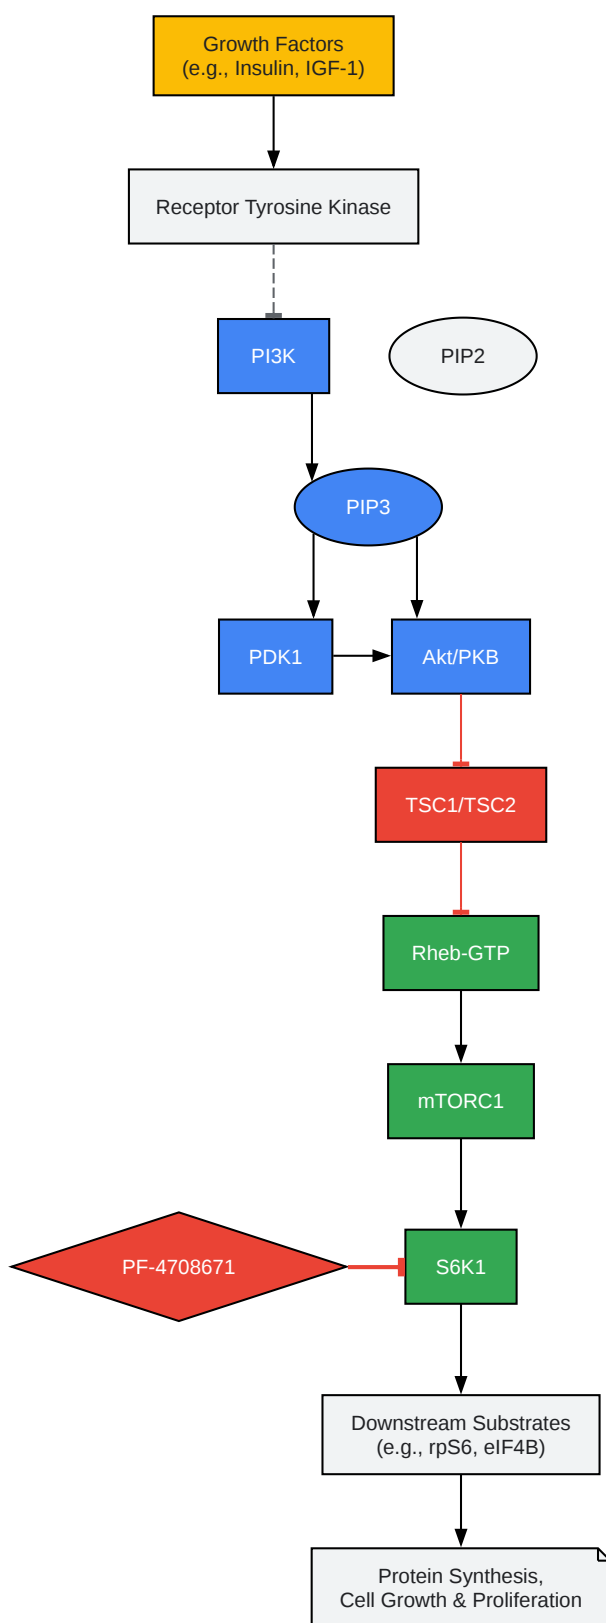 Growth Factors
(e.g., Insulin, IGF-1)
Receptor Tyrosine Kinase
PI3K
PIP2
PIP3
PDK1
Akt/PKB
TSC1/TSC2
Rheb-GTP
mTORC1
PF-4708671
S6K1
Downstream Substrates
(e.g., rpS6, eIF4B)
Protein Synthesis,
Cell Growth & Proliferation